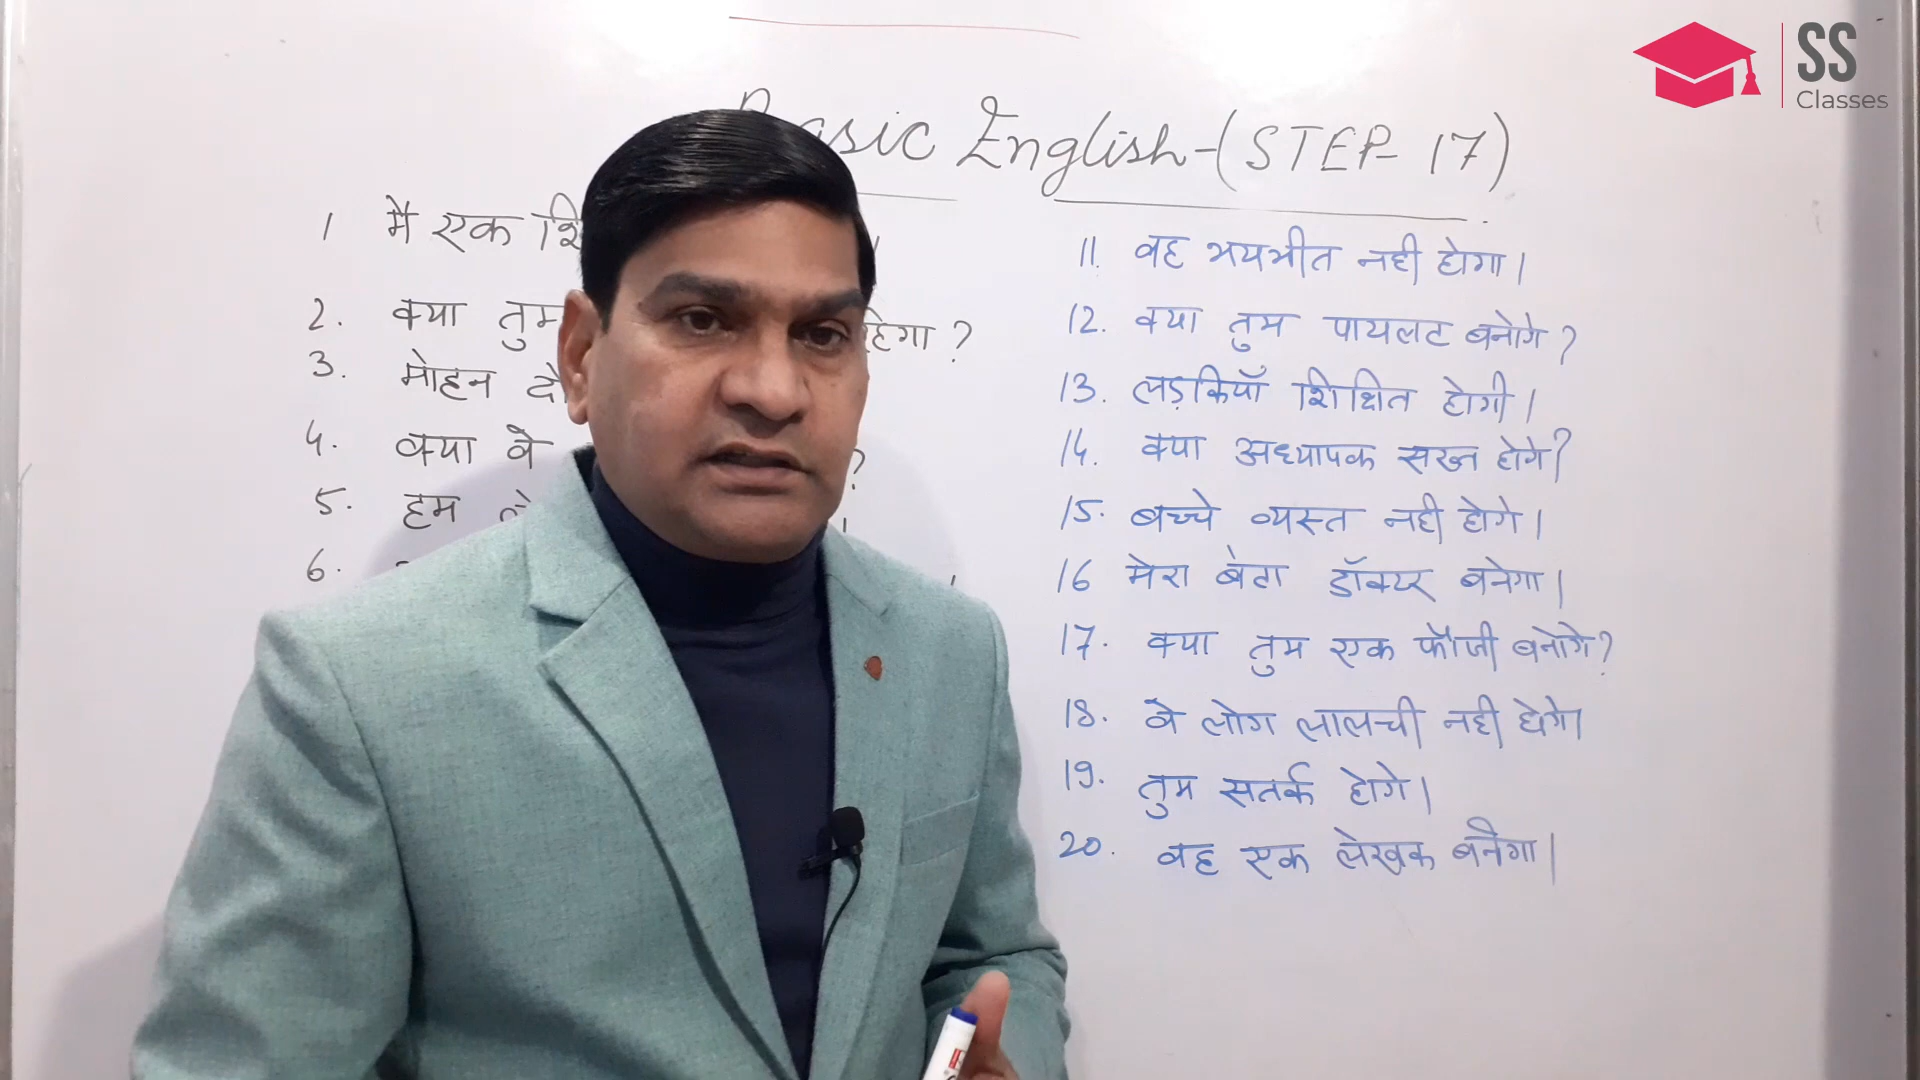 SS
Classes
Basic English-(STEP-17)
1 मै एक
2. क्या तुम
3. मोहन
4. क्या वे
5. हम
6.
11. वह भयभीत नही होगा।
12. क्या तुम पायलट बनोगे?
13. लड़कियाँ शिक्षित होगी।
14. क्या अध्यापक सख्त होगे?
15. बच्चे व्यस्त नही होगे।
16 मेरा बेटा डॉक्टर बनेगा।
17. क्या तुम एक फौजी बनोगे?
18. वे लोग लालची नही होगे।
19. तुम सतर्क होगे।
20. वह एक लेखक बनेगा।